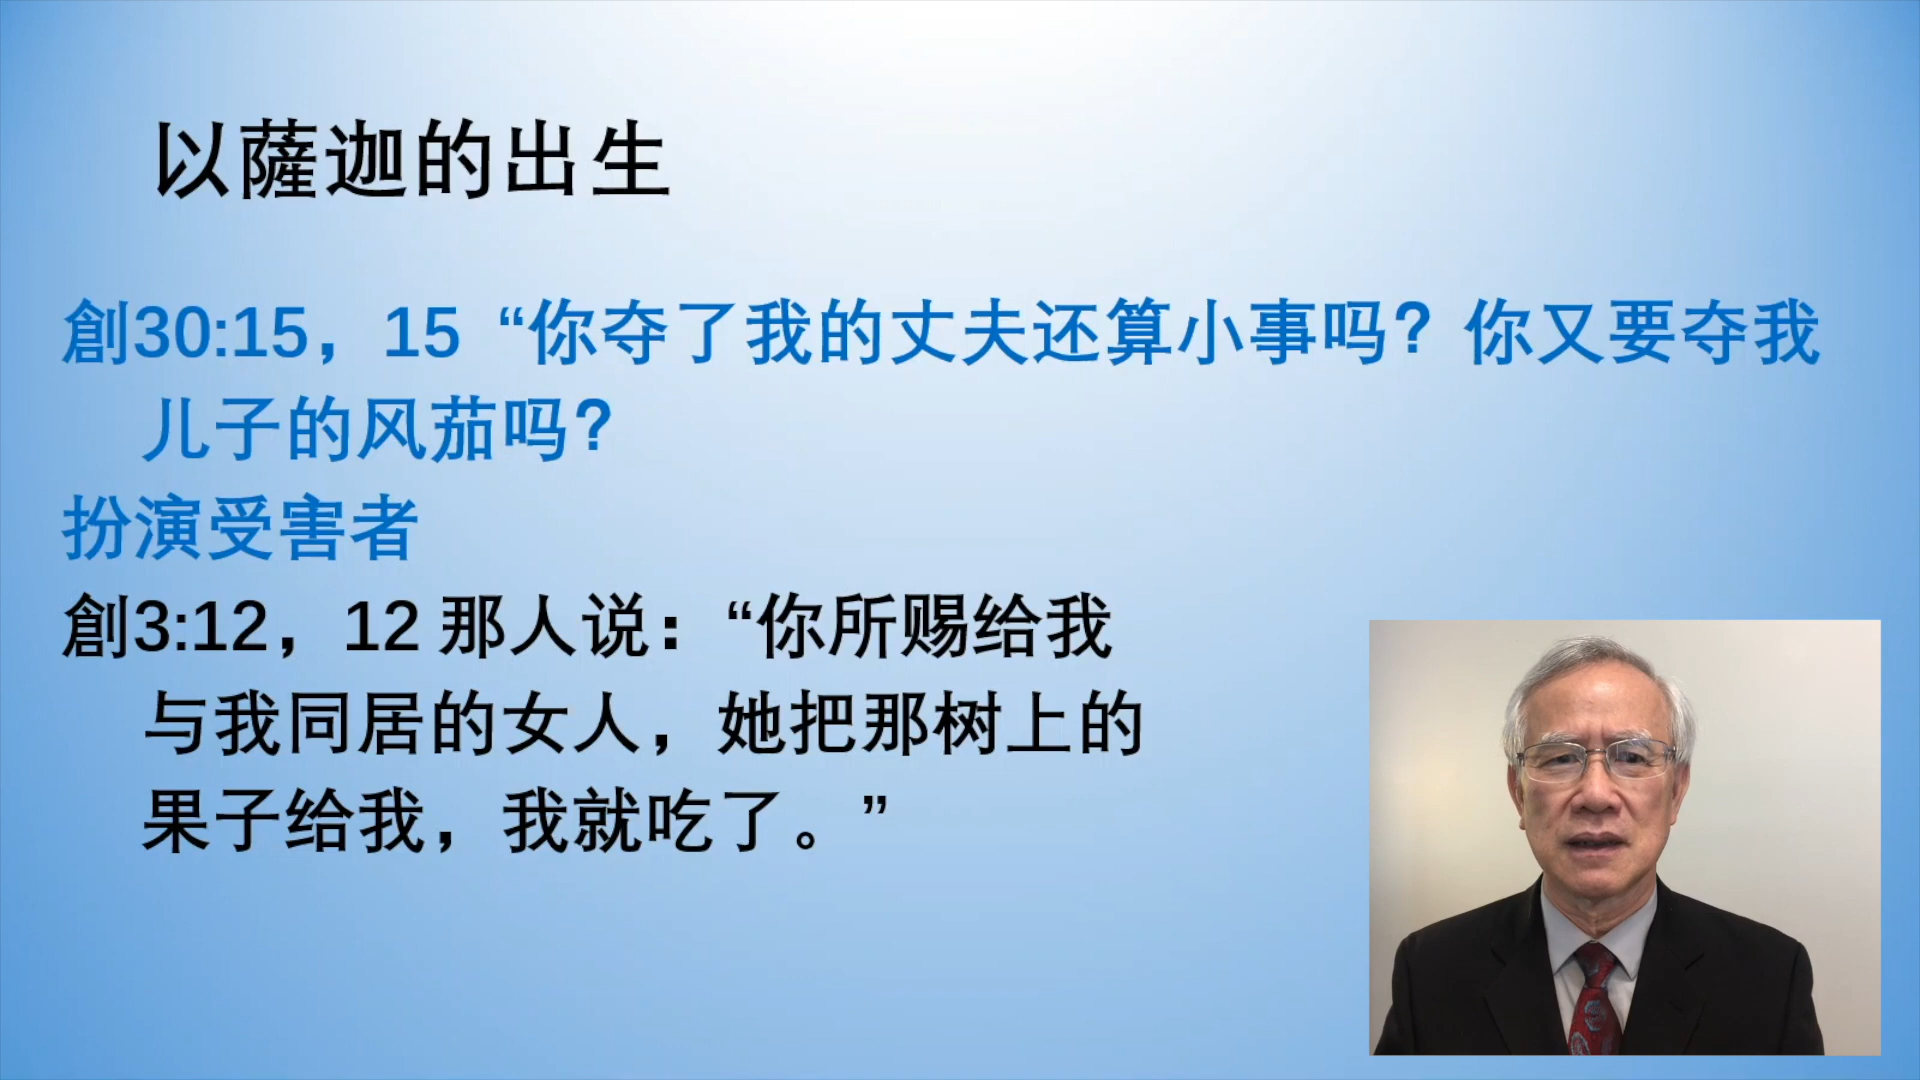 以薩迦的出生
創30:15，15 “你夺了我的丈夫还算小事吗？你又要夺我
儿子的风茄吗？
扮演受害者
創3:12，12 那人说：“你所赐给我
与我同居的女人，她把那树上的
果子给我，我就吃了。”